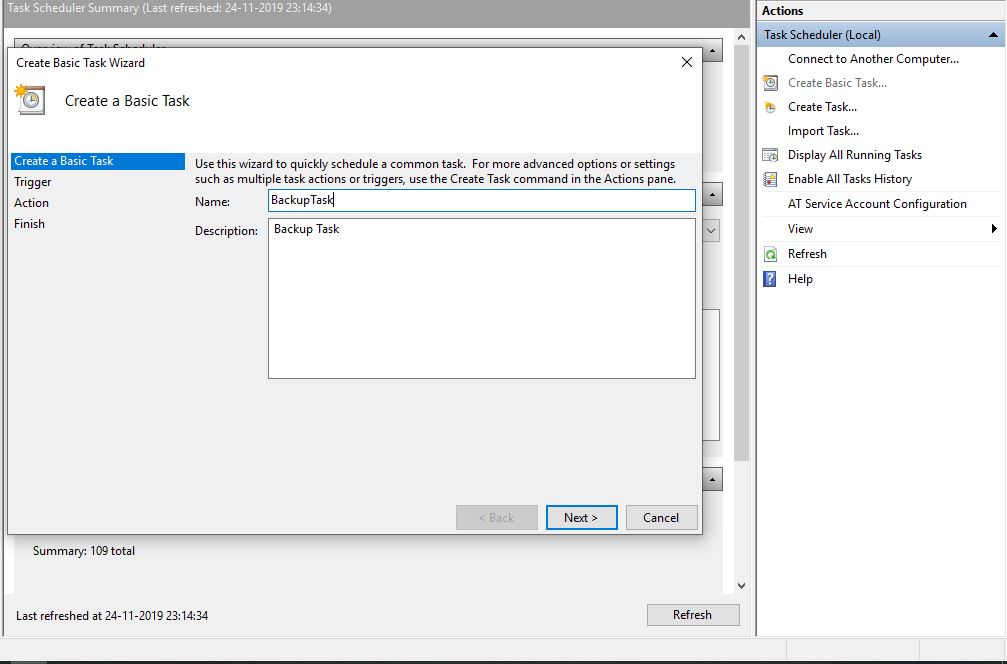 Task Scheduler Summary (Last refreshed: 24-11-2019 23:14:34)
Overview of Task Scheduler
Create Basic Task Wizard
Create a Basic Task
Create a Basic Task
Trigger
Action
Finish
Use this wizard to quickly schedule a common task.  For more advanced options or settings
such as multiple task actions or triggers, use the Create Task command in the Actions pane.
Name:
BackupTask
Description:
Backup Task
< Back
Next >
Cancel
Summary: 109 total
Last refreshed at 24-11-2019 23:14:34
Refresh
Actions
Task Scheduler (Local)
Connect to Another Computer...
Create Basic Task...
Create Task...
Import Task...
Display All Running Tasks
Enable All Tasks History
AT Service Account Configuration
View
Refresh
Help